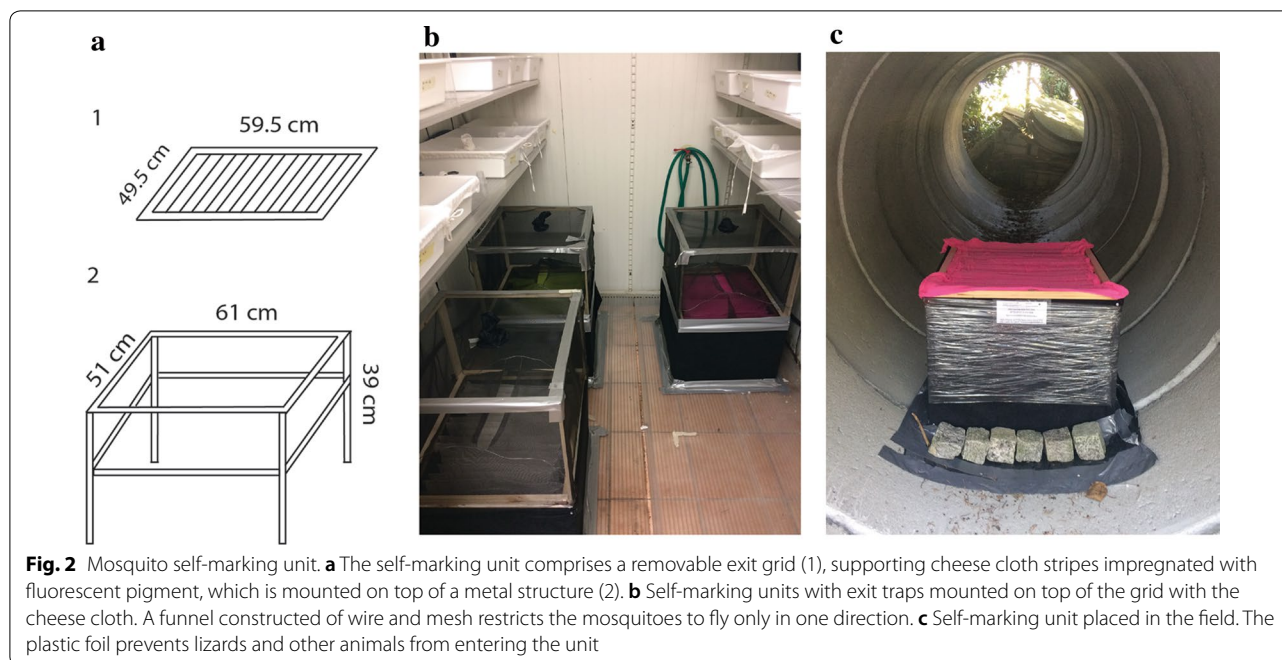 a
b
c
1
59.5 cm
49.5 cm
2
61 cm
51 cm
39 cm
Fig. 2 Mosquito self-marking unit. a The self-marking unit comprises a removable exit grid (1), supporting cheese cloth stripes impregnated with
fluorescent pigment, which is mounted on top of a metal structure (2). b Self-marking units with exit traps mounted on top of the grid with the
cheese cloth. A funnel constructed of wire and mesh restricts the mosquitoes to fly only in one direction. c Self-marking unit placed in the field. The
plastic foil prevents lizards and other animals from entering the unit